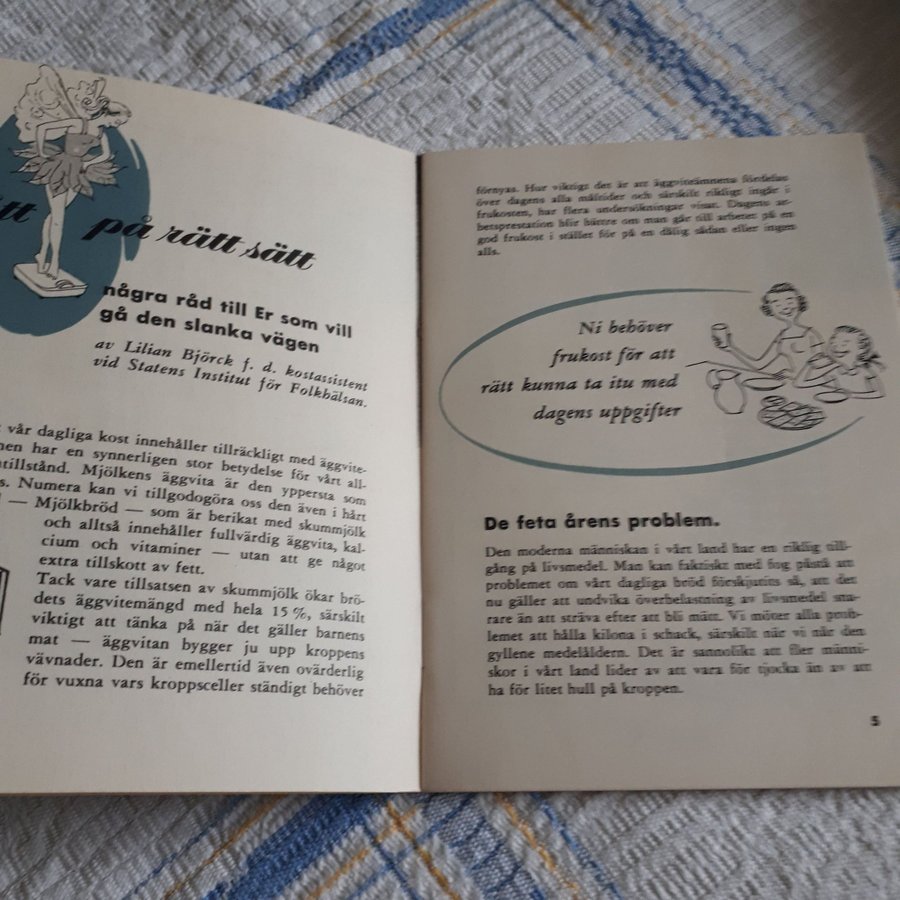 på rätt sätt
några råd till Er som vill
gå den slanka vägen
av Lilian Björck f. d. kostassistent
vid Statens Institut för Folkhälsan.
vår dagliga kost innehåller tillräckligt med äggvite-
har en synnerligen stor betydelse för vårt all-
tillstånd. Mjölkens äggvita är den yppersta som
Numera kan vi tillgodogöra oss den även i hårt
— Mjölkbröd — som är berikat med skummjölk
och alltså innehåller fullvärdig äggvita, kal-
cium och vitaminer — utan att ge något
extra tillskott av fett.
Tack vare tillsatsen av skummjölk ökar brö-
dets äggvitemängd med hela 15 %, särskilt
viktigt att tänka på när det gäller barnens
mat — äggvitan bygger ju upp kroppens
vävnader. Den är emellertid även ovärderlig
för vuxna vars kroppsceller ständigt behöver
förnyas. Hur viktigt det är att äggviteämnena fördelas
över dagens alla måltider och särskilt rikligt ingår i
frukosten, har flera undersökningar visat. Dagens ar-
betsprestation blir bättre om man går till arbetet på en
god frukost i stället för på en dålig sådan eller ingen
alls.
Ni behöver
frukost för att
rätt kunna ta itu med
dagens uppgifter
De feta årens problem.
Den moderna människan i vårt land har en riklig till-
gång på livsmedel. Man kan faktiskt med fog påstå att
problemet om vårt dagliga bröd förskjutits så, att det
nu gäller att undvika överbelastning av livsmedel sna-
rare än att sträva efter att bli mätt. Vi möter alla prob-
lemet att hålla kilona i schack, särskilt när vi når den
gyllene medelåldern. Det är sannolikt att fler männi-
skor i vårt land lider av att vara för tjocka än av att
ha för litet hull på kroppen.
5